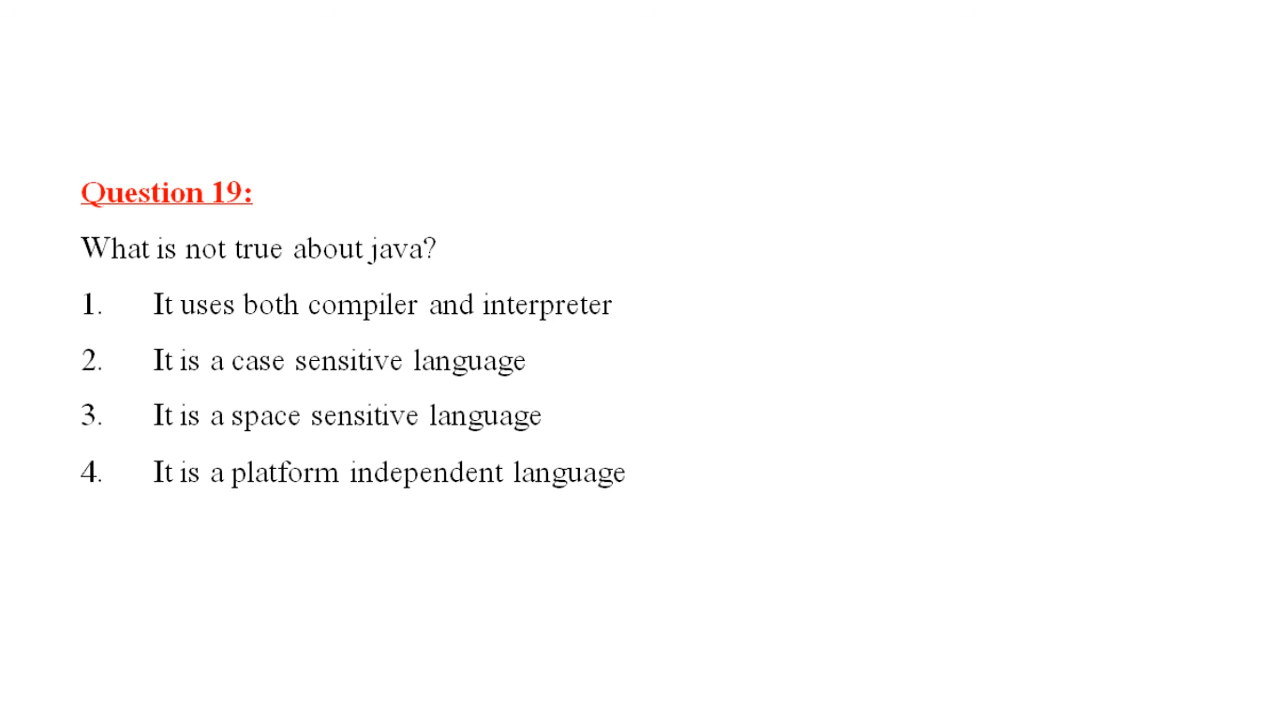 Question 19:
What is not true about java?
1. It uses both compiler and interpreter
2. It is a case sensitive language
3. It is a space sensitive language
4. It is a platform independent language